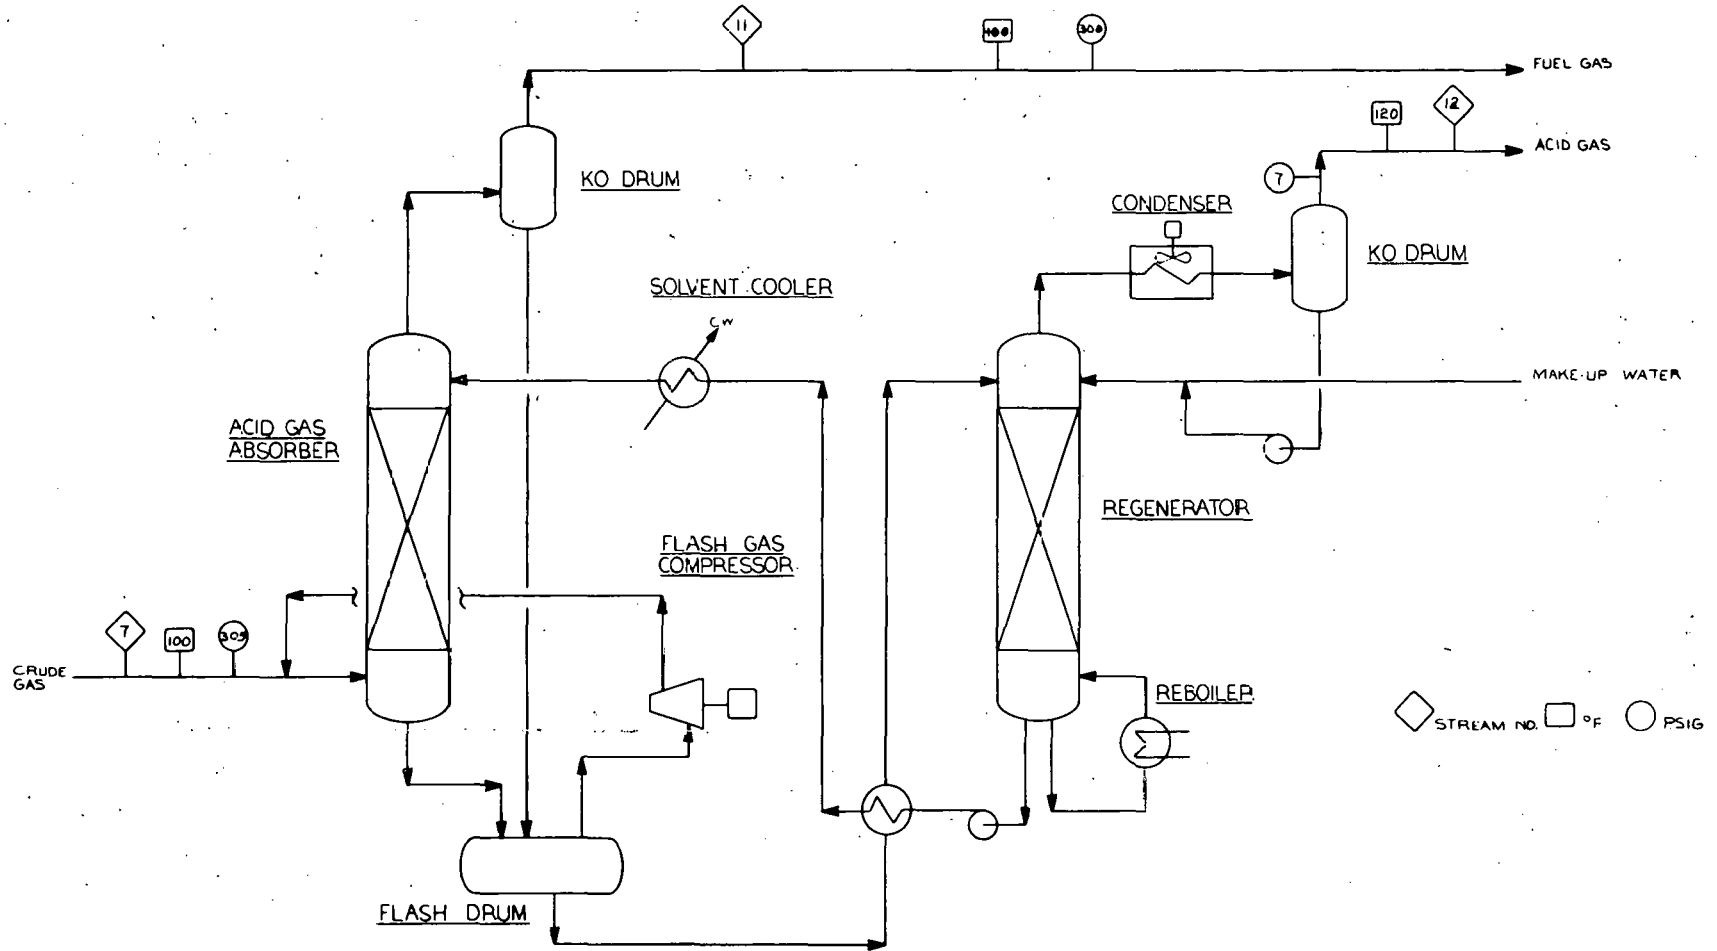 11
300
FUEL GAS
120
12
ACID GAS
7
KO DRUM
CONDENSER
KO DRUM
SOLVENT COOLER
CW
MAKE-UP WATER
ACID GAS
ABSORBER
REGENERATOR
FLASH GAS
COMPRESSOR
7
100
305
CRUDE
GAS
REBOILER
STREAM NO.
°F
PSIG
FLASH DRUM